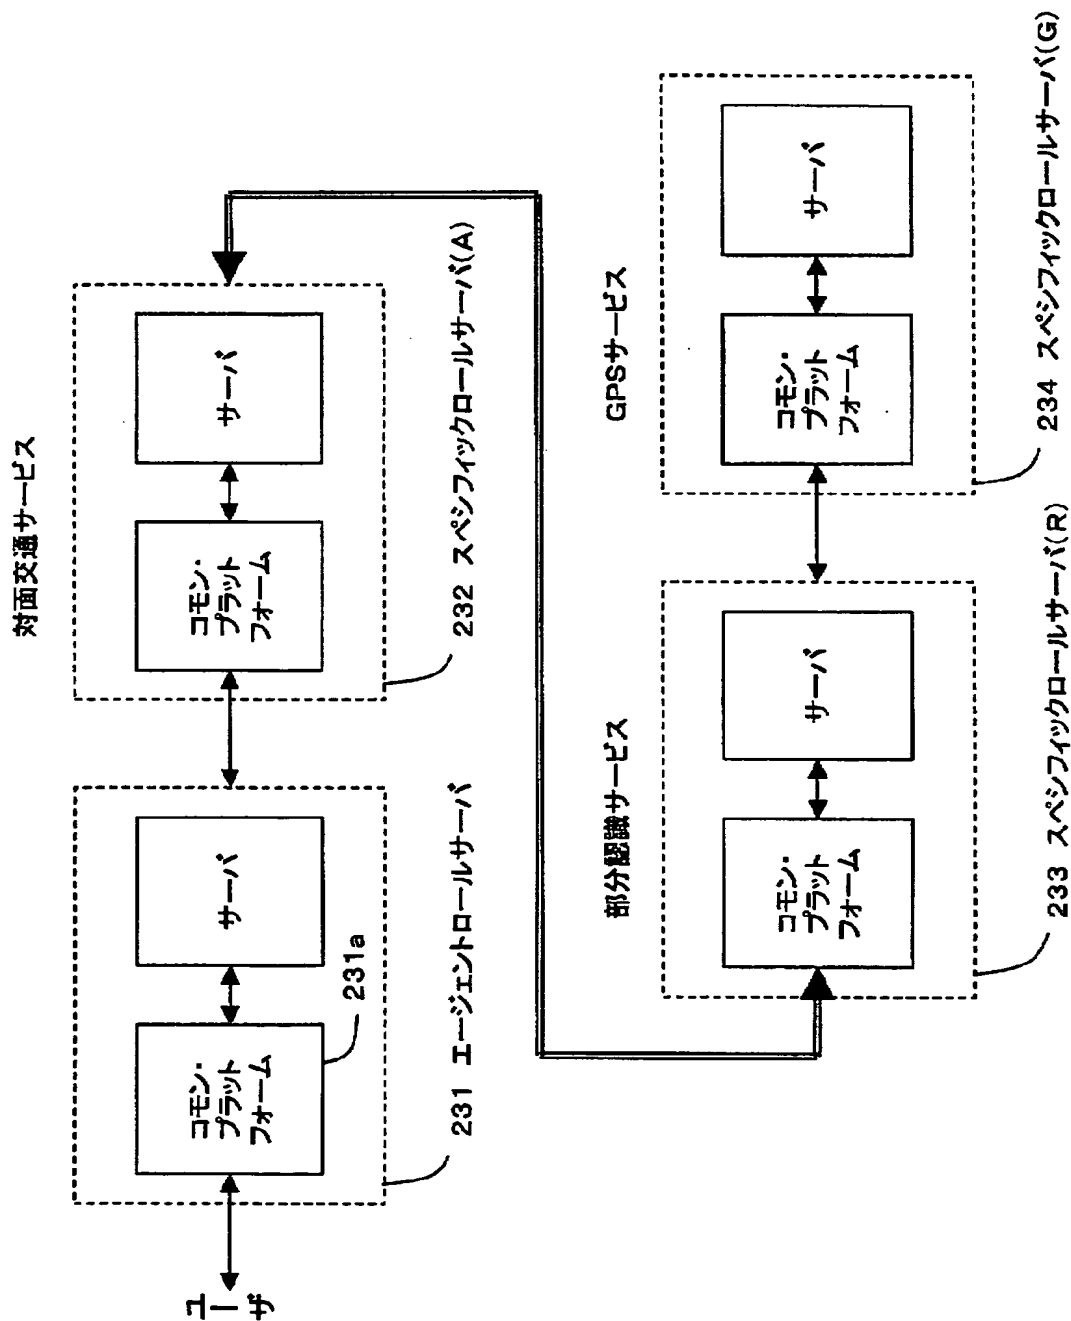 対面交通サービス
ユーザ
コモン・
プラット
フォーム
サーバ
231a
231 エージェントロールサーバ
コモン・
プラット
フォーム
サーバ
232 スペシフィックロールサーバ(A)
部分認識サービス
コモン・
プラット
フォーム
サーバ
233 スペシフィックロールサーバ(R)
GPSサービス
コモン・
プラット
フォーム
サーバ
234 スペシフィックロールサーバ(G)